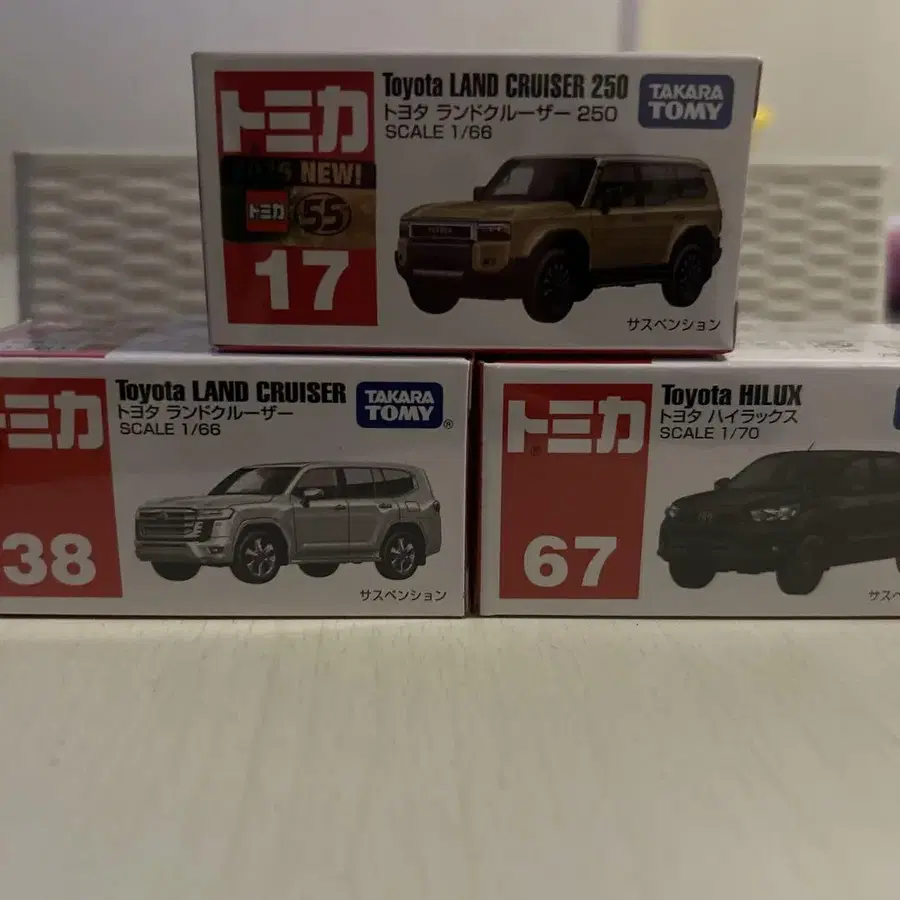 トミカ
Toyota LAND CRUISER 250
トヨタ ランドクルーザー 250
SCALE 1/66
TAKARA
TOMY
NEW!
トミカ 55
17
サスペンション
トミカ
Toyota LAND CRUISER
トヨタ ランドクルーザー
SCALE 1/66
TAKARA
TOMY®
38
サスペンション
トミカ
Toyota HILUX
トヨタ ハイラックス
SCALE 1/70
67
サスペ